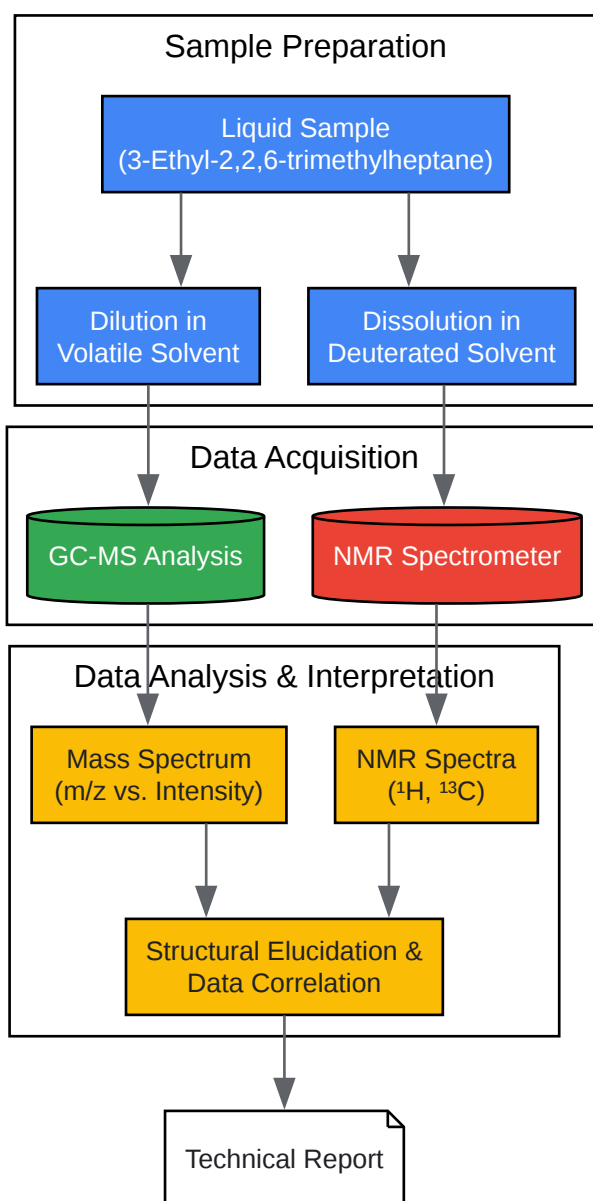 Sample Preparation
Liquid Sample
(3-Ethyl-2,2,6-trimethylheptane)
Dilution in
Volatile Solvent
Dissolution in
Deuterated Solvent
Data Acquisition
GC-MS Analysis
NMR Spectrometer
Data Analysis & Interpretation
Mass Spectrum
(m/z vs. Intensity)
NMR Spectra
(¹H, ¹³C)
Structural Elucidation &
Data Correlation
Technical Report